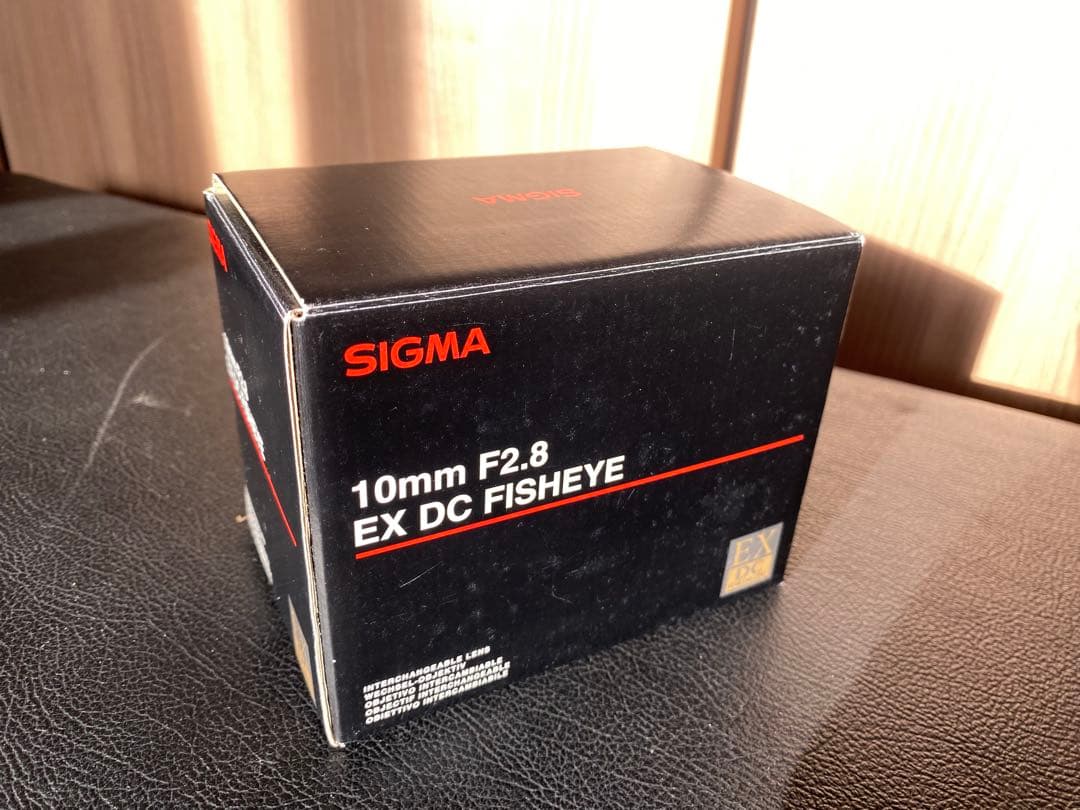 SIGMA
SIGMA
10mm F2.8
EX DC FISHEYE
EX
DC
INTERCHANGEABLE LENS
WECHSEL-OBJEKTIV
OBJETIVO INTERCAMBIABLE
OBJECTIF INTERCHANGEABLE
OBIETTIVO INTERCAMBIABILE